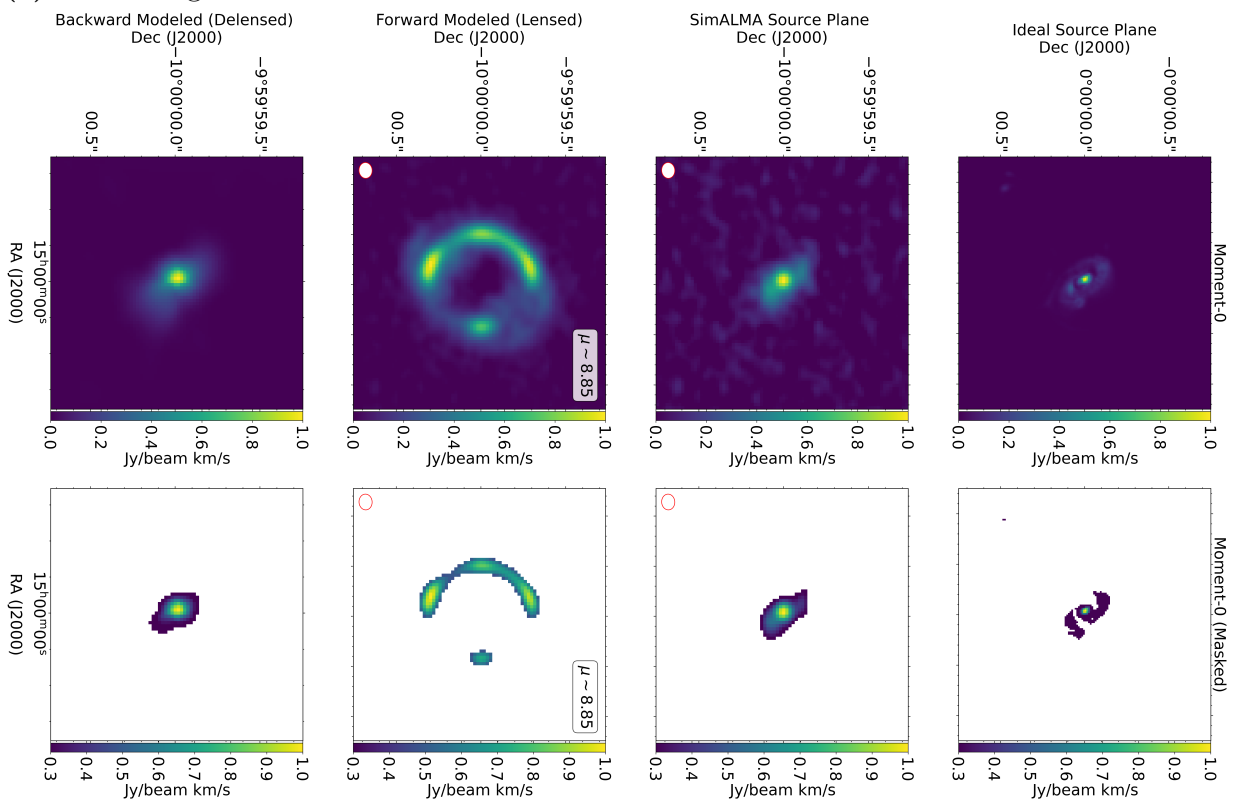 Backward Modeled (Delensed)
Dec (J2000)
Forward Modeled (Lensed)
Dec (J2000)
SimALMA Source Plane
Dec (J2000)
Ideal Source Plane
Dec (J2000)
00.5"
−10°00'00.0"
−9°59'59.5"
00.5"
−10°00'00.0"
−9°59'59.5"
00.5"
−10°00'00.0"
−9°59'59.5"
00.5"
0°00'00.0"
−0°00'00.5"
Moment-0
15ʰ00ᵐ00ˢ
RA (J2000)
μ ~ 8.85
0.0 0.2 0.4 0.6 0.8 1.0
Jy/beam km/s
0.0 0.2 0.4 0.6 0.8 1.0
Jy/beam km/s
0.0 0.2 0.4 0.6 0.8 1.0
Jy/beam km/s
0.0 0.2 0.4 0.6 0.8 1.0
Jy/beam km/s
Moment-0 (Masked)
15ʰ00ᵐ00ˢ
RA (J2000)
μ ~ 8.85
0.3 0.4 0.5 0.6 0.7 0.8 0.9 1.0
Jy/beam km/s
0.3 0.4 0.5 0.6 0.7 0.8 0.9 1.0
Jy/beam km/s
0.3 0.4 0.5 0.6 0.7 0.8 0.9 1.0
Jy/beam km/s
0.3 0.4 0.5 0.6 0.7 0.8 0.9 1.0
Jy/beam km/s